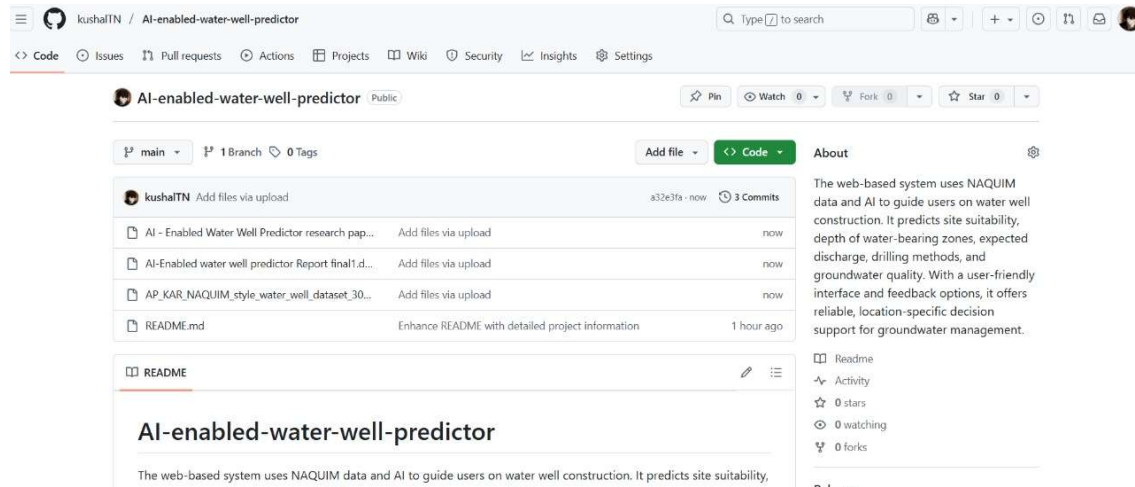 kushalTN / AI-enabled-water-well-predictor
Type / to search
Code Issues Pull requests Actions Projects Wiki Security Insights Settings
AI-enabled-water-well-predictor Public
Pin Watch 0 Fork 0 Star 0
main 1 Branch 0 Tags
Add file Code
kushalTN Add files via upload a32e3fa · now 3 Commits
AI - Enabled Water Well Predictor research pap... Add files via upload now
AI-Enabled water well predictor Report final1.d... Add files via upload now
AP_KAR_NAQUIM_style_water_well_dataset_30... Add files via upload now
README.md Enhance README with detailed project information 1 hour ago
README
AI-enabled-water-well-predictor
The web-based system uses NAQUIM data and AI to guide users on water well construction. It predicts site suitability,
About
The web-based system uses NAQUIM
data and AI to guide users on water well
construction. It predicts site suitability,
depth of water-bearing zones, expected
discharge, drilling methods, and
groundwater quality. With a user-friendly
interface and feedback options, it offers
reliable, location-specific decision
support for groundwater management.
Readme
Activity
0 stars
0 watching
0 forks